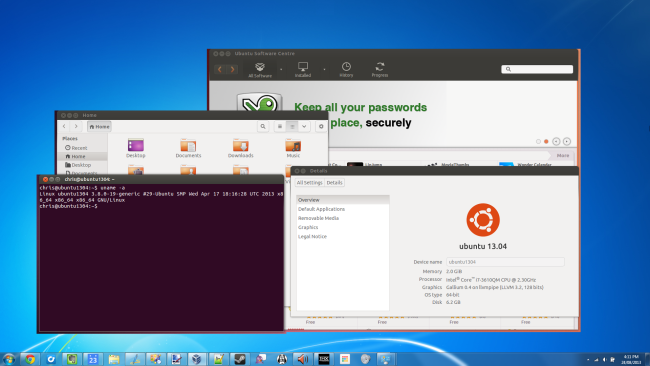 Ubuntu Software Centre
All Software
Installed
History
Progress
Keep all your passwords
place, securely
More
Home
Home
Places
Recent
Home
Desktop
Documents
Desktop
Documents
Downloads
Music
chris@ubuntu1304: ~
chris@ubuntu1304:~$ uname -a
Linux ubuntu1304 3.8.0-19-generic #29-Ubuntu SMP Wed Apr 17 18:16:28 UTC 2013 x8
6_64 x86_64 x86_64 GNU/Linux
chris@ubuntu1304:~$
Details
All Settings Details
Overview
Default Applications
Removable Media
Graphics
Legal Notice
ubuntu 13.04
Device name ubuntu1304
Memory 2.0 GiB
Processor Intel® Core™ i7-3610QM CPU @ 2.30GHz
Graphics Gallium 0.4 on llvmpipe (LLVM 3.2, 128 bits)
OS type 64-bit
Disk 6.2 GB
Free
Free
Free
Free
23
THX
4:11 PM